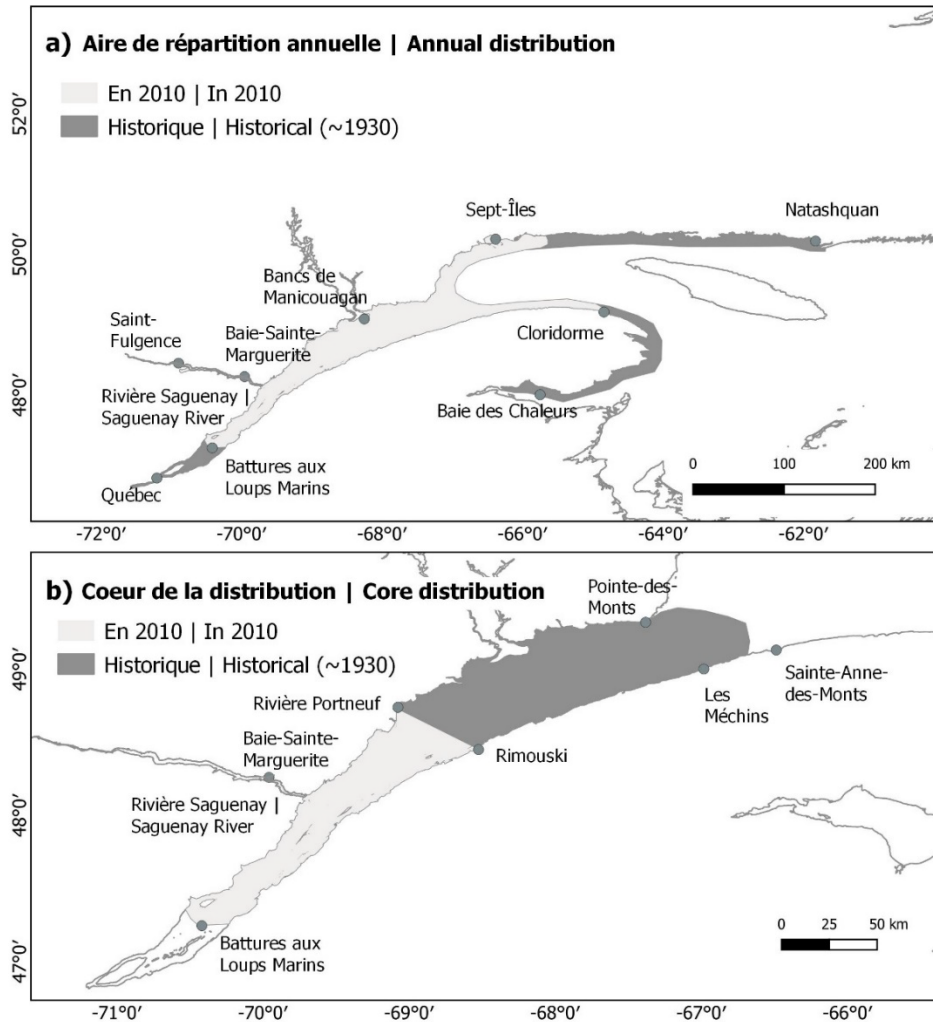 a) Aire de répartition annuelle | Annual distribution
En 2010 | In 2010
Historique | Historical (~1930)
52°0′
50°0′
48°0′
Sept-Îles
Natashquan
Bancs de
Manicouagan
Saint-
Fulgence
Baie-Sainte-
Marguerite
Cloridorme
Rivière Saguenay |
Saguenay River
Baie des Chaleurs
Battures aux
Loups Marins
Québec
0 100 200 km
-72°0′ -70°0′ -68°0′ -66°0′ -64°0′ -62°0′
b) Coeur de la distribution | Core distribution
En 2010 | In 2010
Historique | Historical (~1930)
49°0′
48°0′
47°0′
Pointe-des-
Monts
Rivière Portneuf
Sainte-Anne-
des-Monts
Les
Méchins
Baie-Sainte-
Marguerite
Rimouski
Rivière Saguenay |
Saguenay River
Battures aux
Loups Marins
0 25 50 km
-71°0′ -70°0′ -69°0′ -68°0′ -67°0′ -66°0′